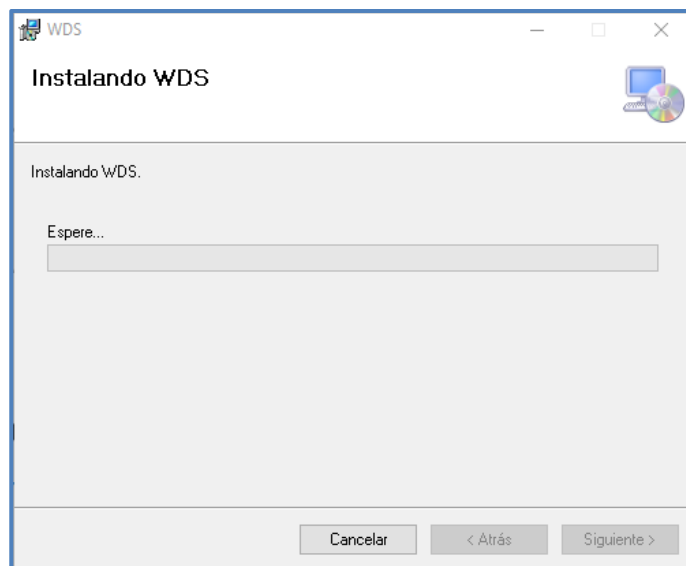 WDS
Instalando WDS
Instalando WDS.
Espere...
Cancelar
< Atrás
Siguiente >